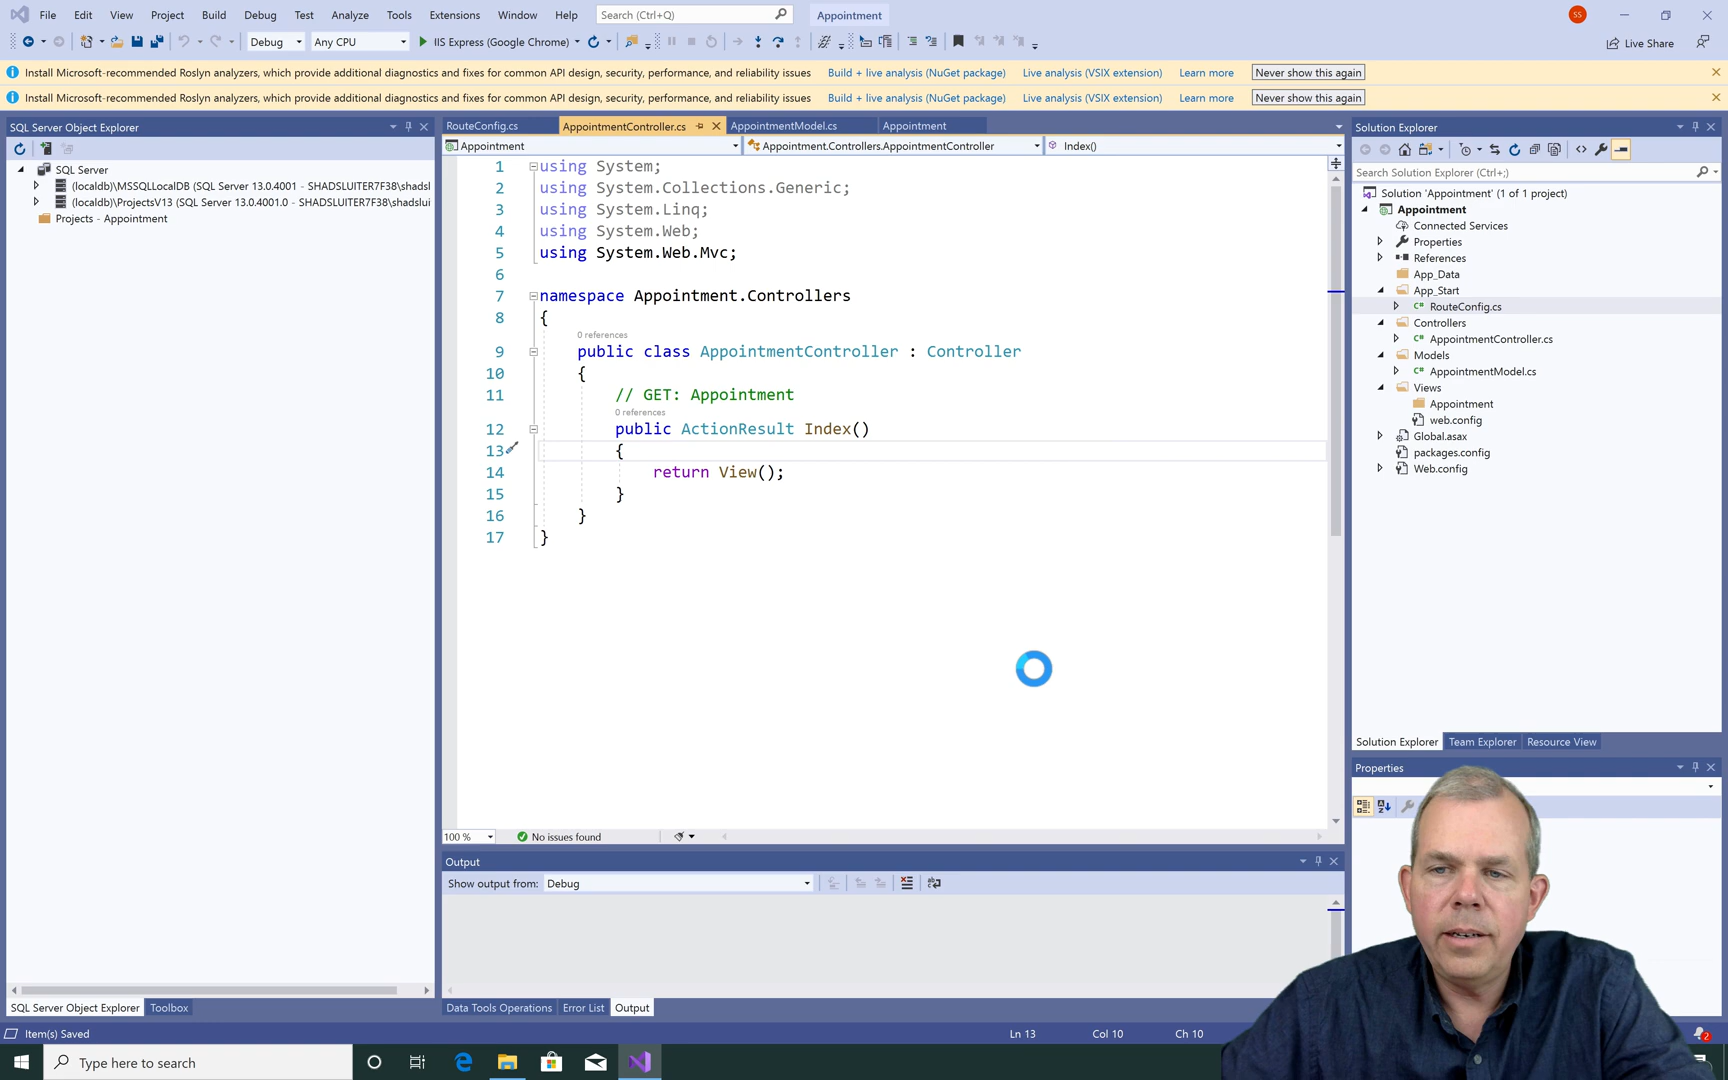 File Edit View Project Build Debug Test Analyze Tools Extensions Window Help Search (Ctrl+Q) Appointment SS
Debug Any CPU IIS Express (Google Chrome) Live Share
Install Microsoft-recommended Roslyn analyzers, which provide additional diagnostics and fixes for common API design, security, performance, and reliability issues Build + live analysis (NuGet package) Live analysis (VSIX extension) Learn more Never show this again
Install Microsoft-recommended Roslyn analyzers, which provide additional diagnostics and fixes for common API design, security, performance, and reliability issues Build + live analysis (NuGet package) Live analysis (VSIX extension) Learn more Never show this again
SQL Server Object Explorer
SQL Server
(localdb)\MSSQLLocalDB (SQL Server 13.0.4001 - SHADSLUITER7F38\shadsl
(localdb)\ProjectsV13 (SQL Server 13.0.4001.0 - SHADSLUITER7F38\shadslui
Projects - Appointment
SQL Server Object Explorer Toolbox
RouteConfig.cs AppointmentController.cs AppointmentModel.cs Appointment
Appointment Appointment.Controllers.AppointmentController Index()
1 using System;
2 using System.Collections.Generic;
3 using System.Linq;
4 using System.Web;
5 using System.Web.Mvc;
6
7 namespace Appointment.Controllers
8 {
0 references
9 public class AppointmentController : Controller
10 {
11 // GET: Appointment
0 references
12 public ActionResult Index()
13 {
14 return View();
15 }
16 }
17 }
100 % No issues found
Output
Show output from: Debug
Data Tools Operations Error List Output
Solution Explorer
Search Solution Explorer (Ctrl+;)
Solution 'Appointment' (1 of 1 project)
Appointment
Connected Services
Properties
References
App_Data
App_Start
C# RouteConfig.cs
Controllers
C# AppointmentController.cs
Models
C# AppointmentModel.cs
Views
Appointment
web.config
Global.asax
packages.config
Web.config
Solution Explorer Team Explorer Resource View
Properties
Item(s) Saved Ln 13 Col 10 Ch 10 2
Type here to search